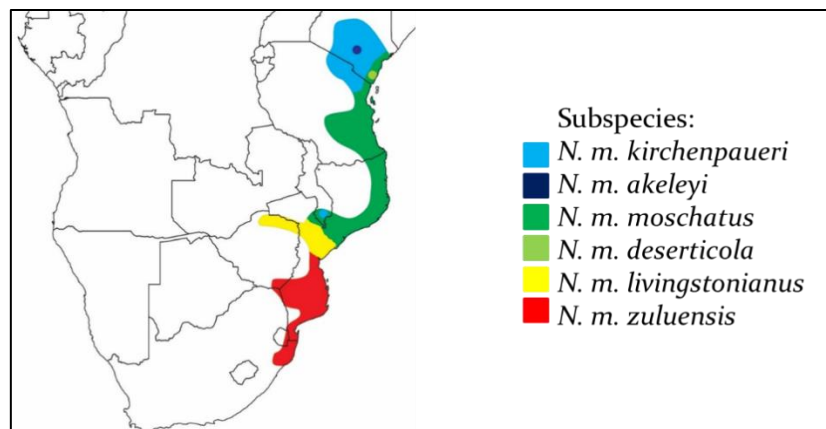 Subspecies:
N. m. kirchenpaueri
N. m. akeleyi
N. m. moschatus
N. m. deserticola
N. m. livingstonianus
N. m. zuluensis